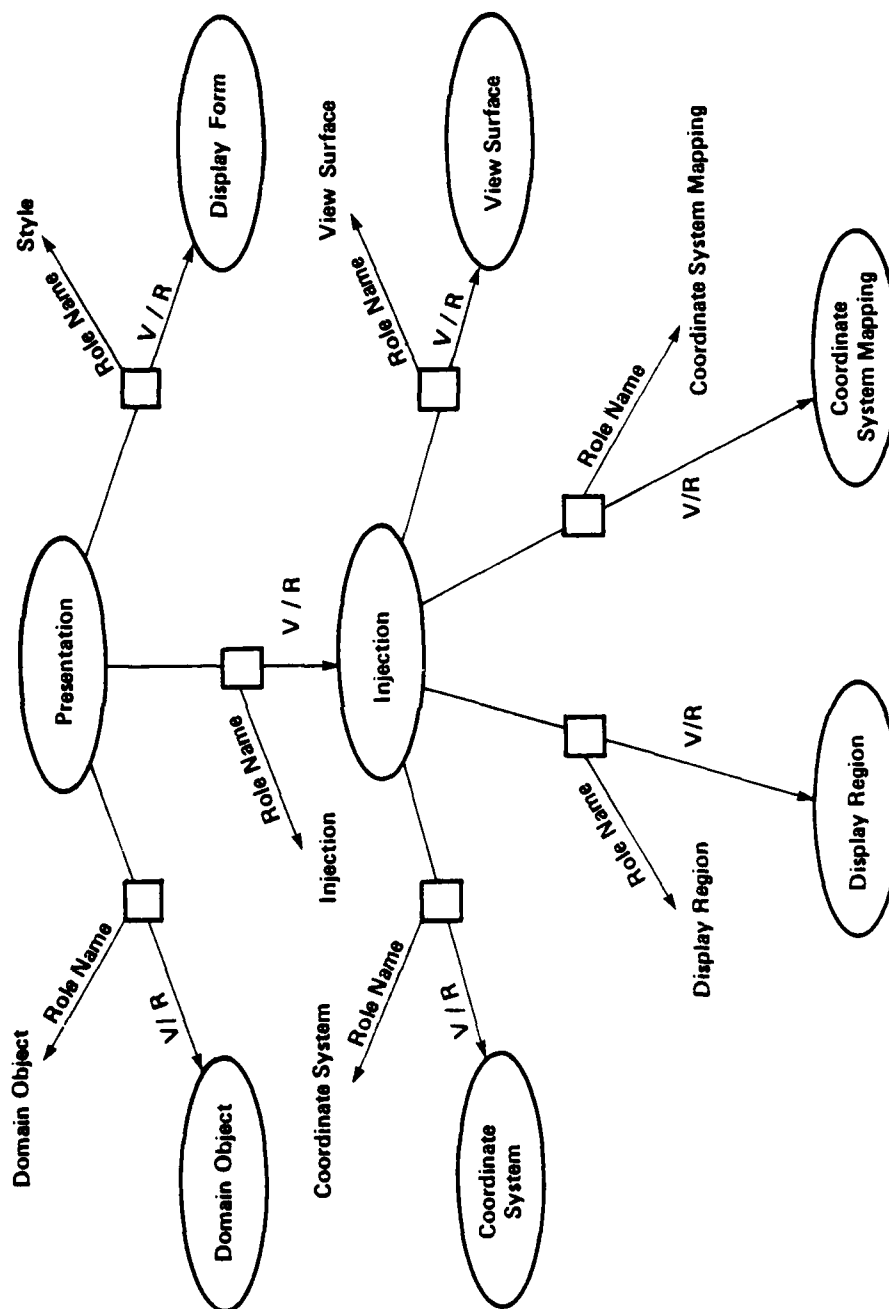 Domain Object
Style
Presentation
Role Name
Role Name
V/R
V / R
Domain Object
Display Form
Role Name
V / R
Injection
Coordinate System
View Surface
Injection
Role Name
Role Name
V / R
V / R
Coordinate
System
View Surface
Role Name
Role Name
V/R
V/R
Display Region
Coordinate System Mapping
Display Region
Coordinate
System Mapping